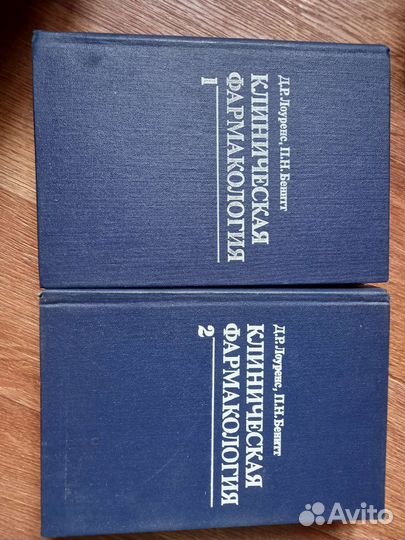 Д.Р. Лоуренс, П.Н. Бенитт
КЛИНИЧЕСКАЯ
ФАРМАКОЛОГИЯ
1
Д.Р. Лоуренс, П.Н. Бенитт
КЛИНИЧЕСКАЯ
ФАРМАКОЛОГИЯ
2
Avito